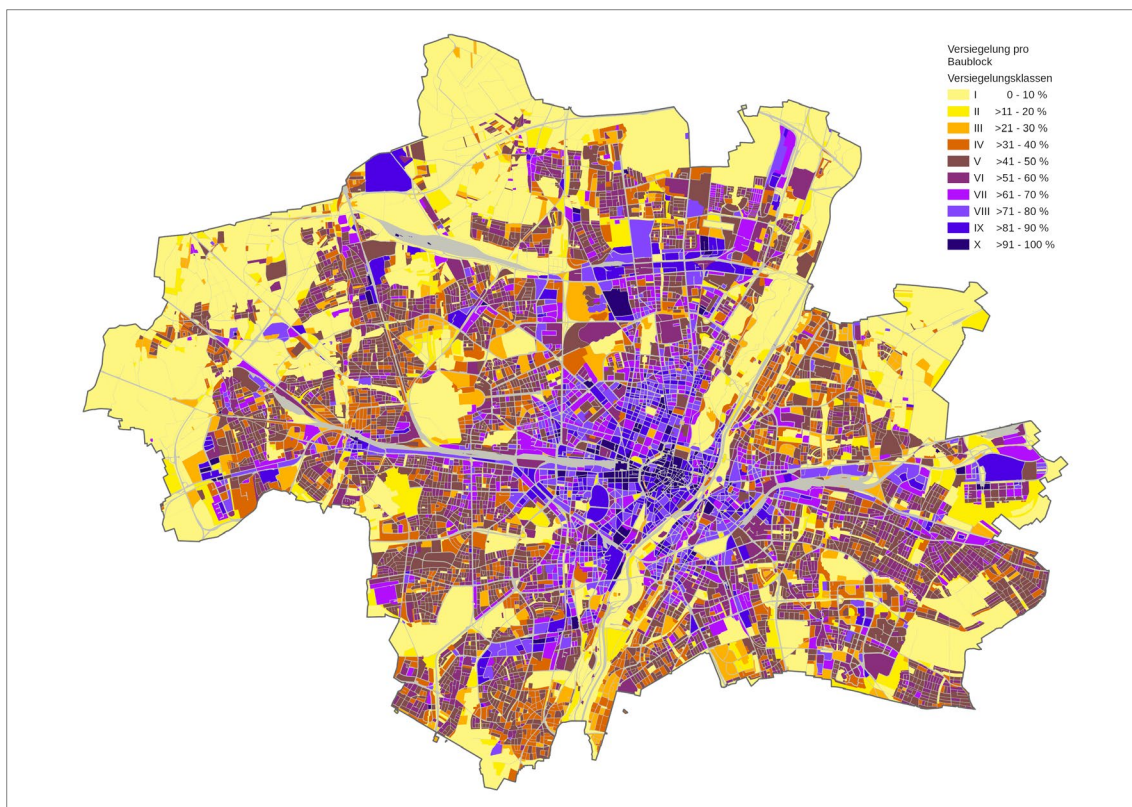 Versiegelung pro
Baublock
Versiegelungsklassen
I 0 - 10 %
II >11 - 20 %
III >21 - 30 %
IV >31 - 40 %
V >41 - 50 %
VI >51 - 60 %
VII >61 - 70 %
VIII >71 - 80 %
IX >81 - 90 %
X >91 - 100 %